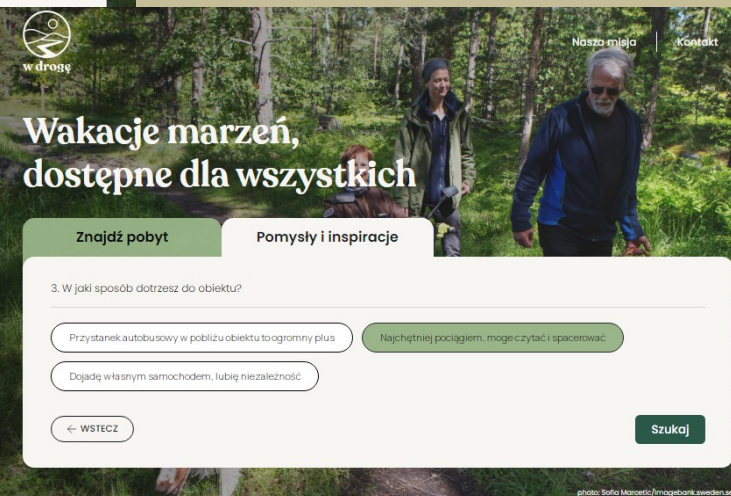 w drogę
Nasza misja
Kontakt
Wakacje marzeń,
dostępne dla wszystkich
Znajdź pobyt
Pomysły i inspiracje
3. W jaki sposób dotrzesz do obiektu?
Przystanek autobusowy w pobliżu obiektu to ogromny plus
Najchętniej pociągiem, moge czytać i spacerować
Dojadę własnym samochodem, lubię niezależność
← WSTECZ
Szukaj
photo: Sofia Marcetic/imagebank.sweden.se